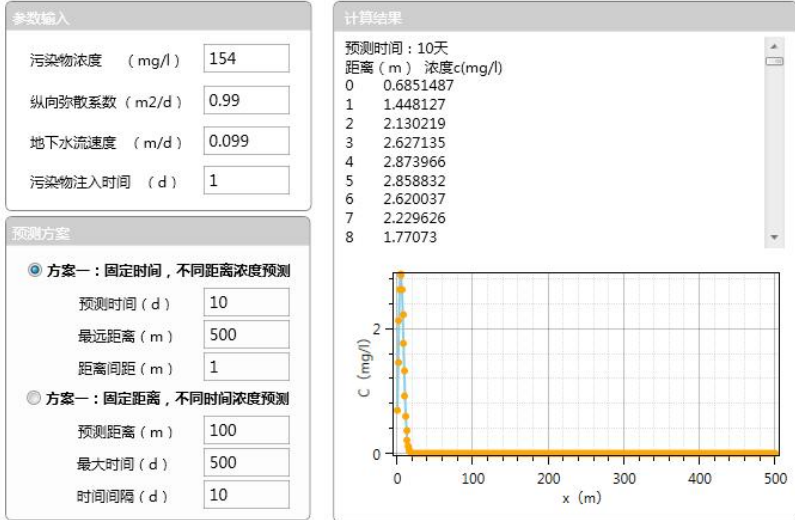 参数输入
污染物浓度 （mg/l） 154
纵向弥散系数（m2/d） 0.99
地下水流速度 （m/d） 0.099
污染物注入时间 （d） 1
预测方案
方案一：固定时间，不同距离浓度预测
预测时间（d） 10
最远距离（m） 500
距离间距（m） 1
方案一：固定距离，不同时间浓度预测
预测距离（m） 100
最大时间（d） 500
时间间隔（d） 10
计算结果
预测时间：10天
距离（m） 浓度c(mg/l)
0 0.6851487
1 1.448127
2 2.130219
3 2.627135
4 2.873966
5 2.858832
6 2.620037
7 2.229626
8 1.77073
C (mg/l)
2
0
0 100 200 300 400 500
x (m)